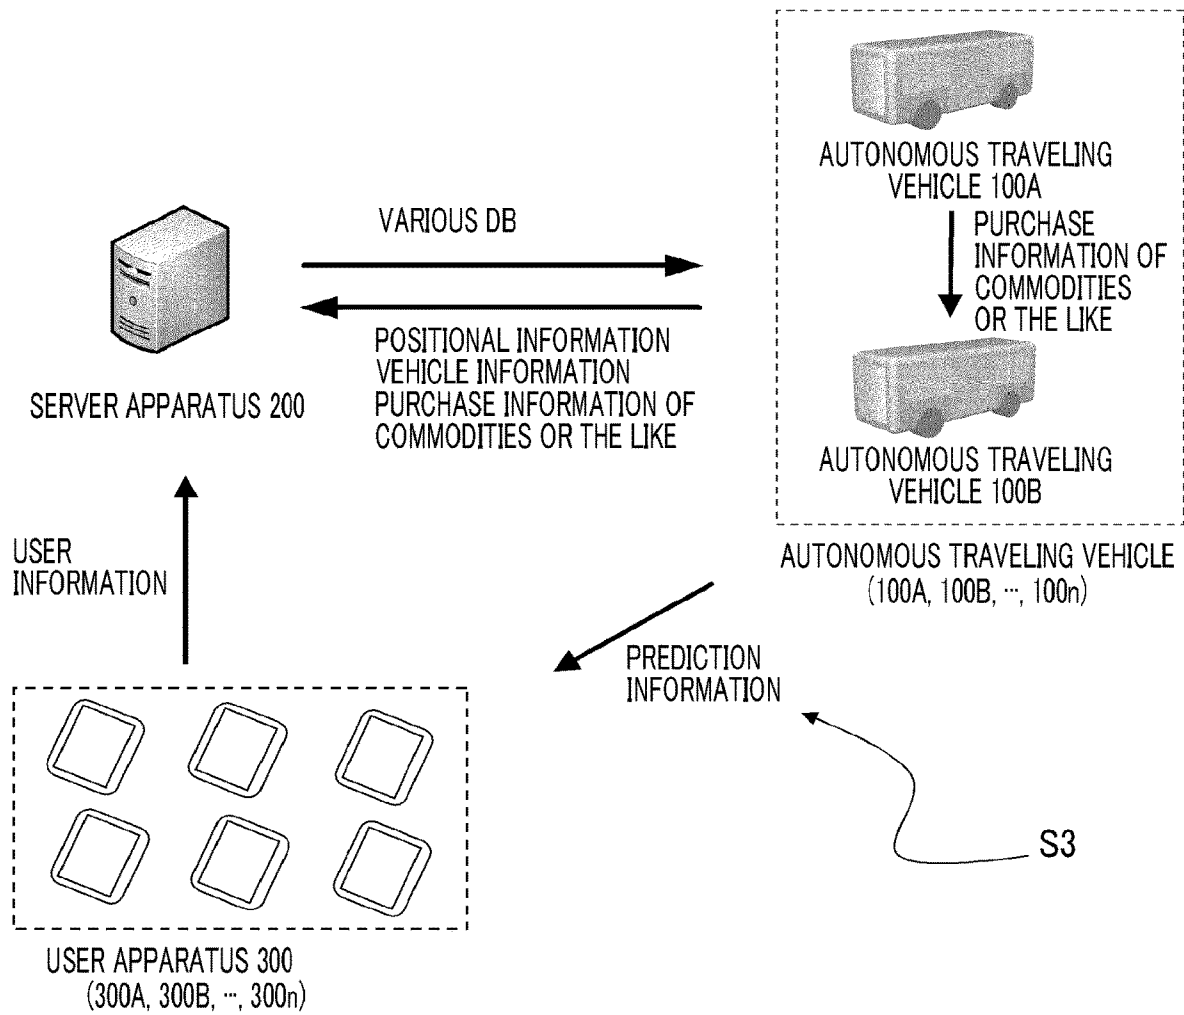 AUTONOMOUS TRAVELING
VEHICLE 100A
PURCHASE
INFORMATION OF
COMMODITIES
OR THE LIKE
AUTONOMOUS TRAVELING
VEHICLE 100B
AUTONOMOUS TRAVELING VEHICLE
(100A, 100B, ···, 100n)
VARIOUS DB
POSITIONAL INFORMATION
VEHICLE INFORMATION
PURCHASE INFORMATION OF
COMMODITIES OR THE LIKE
SERVER APPARATUS 200
USER
INFORMATION
PREDICTION
INFORMATION
S3
USER APPARATUS 300
(300A, 300B, ···, 300n)